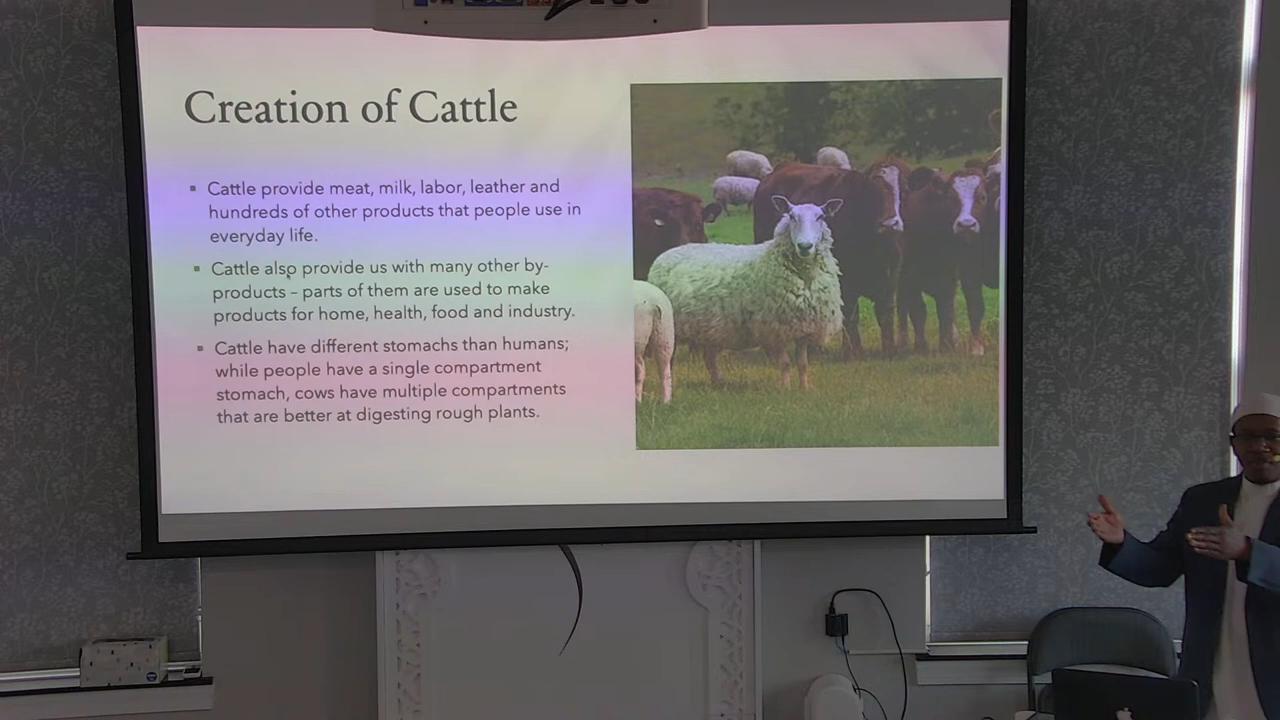 Creation of Cattle
▪ Cattle provide meat, milk, labor, leather and
hundreds of other products that people use in
everyday life.
▪ Cattle also provide us with many other by-
products – parts of them are used to make
products for home, health, food and industry.
▪ Cattle have different stomachs than humans;
while people have a single compartment
stomach, cows have multiple compartments
that are better at digesting rough plants.